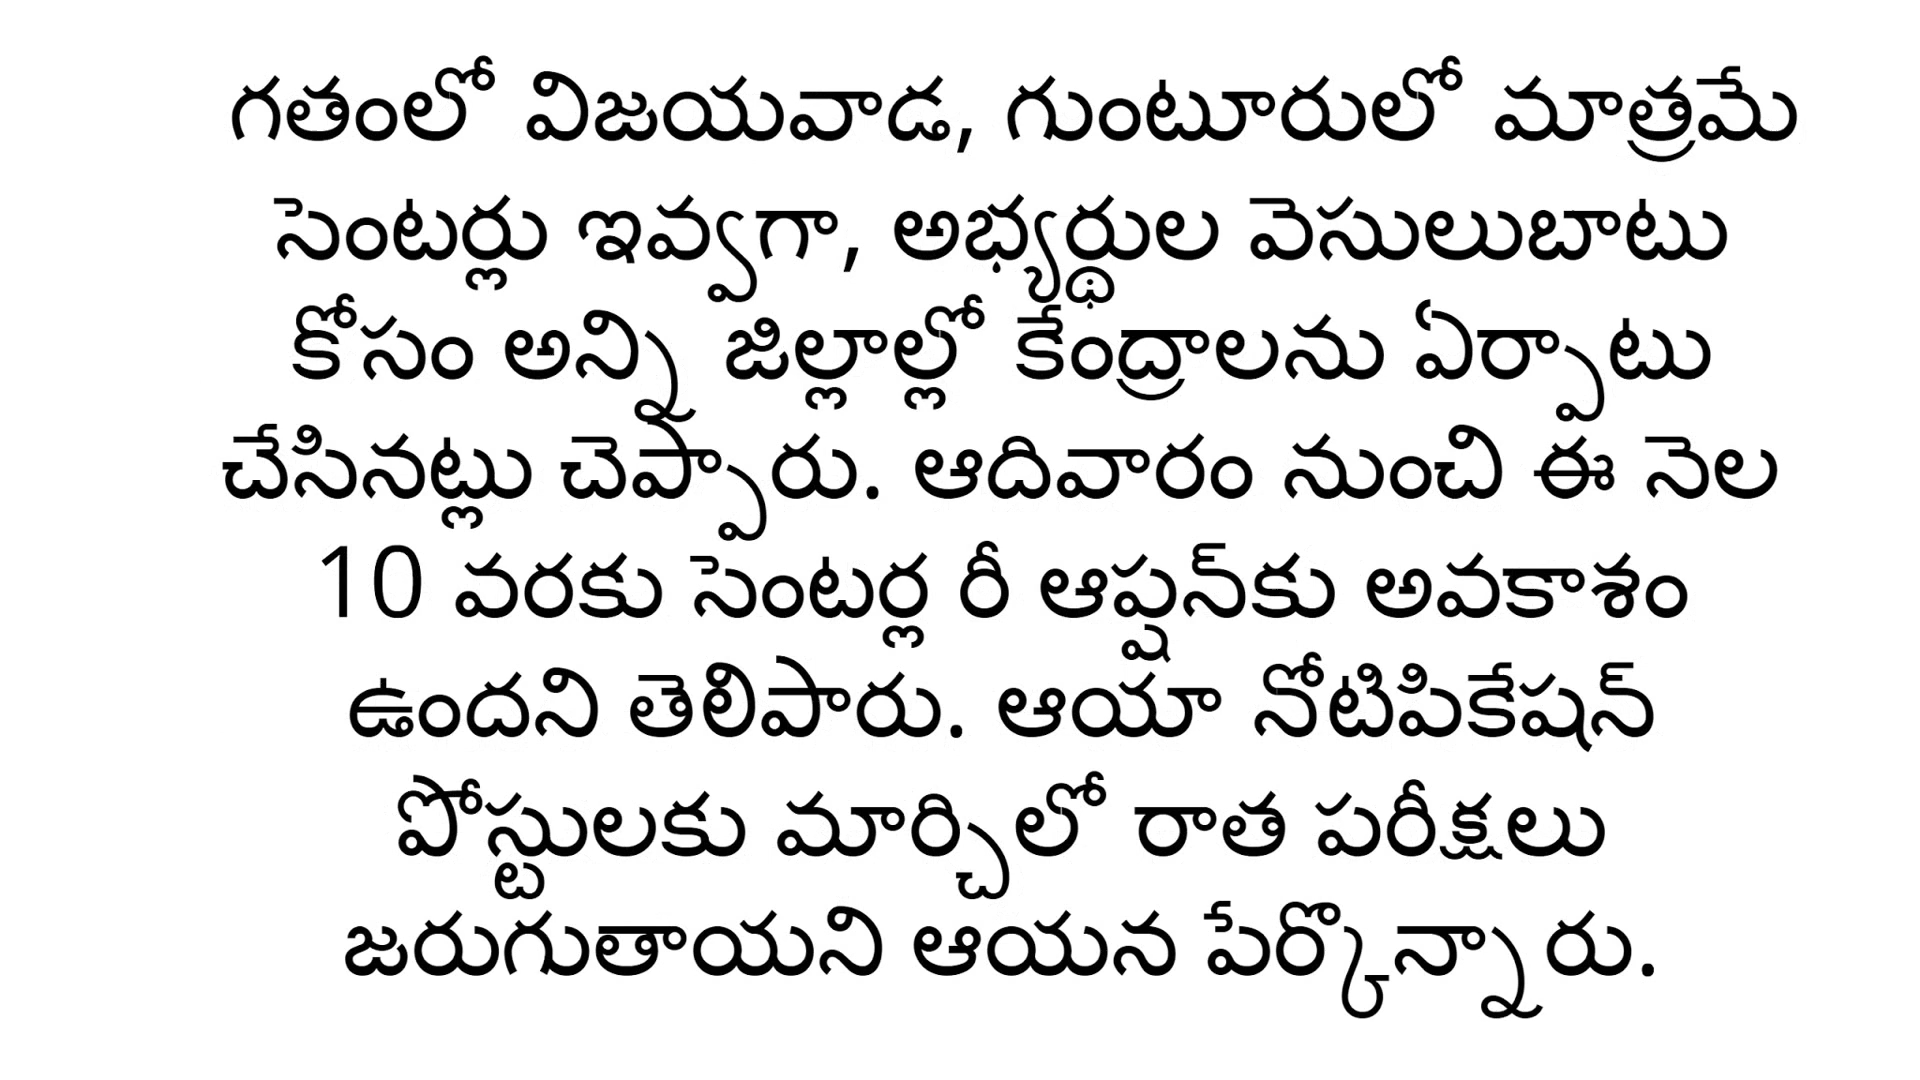 గతంలో విజయవాడ, గుంటూరులో మాత్రమే
సెంటర్లు ఇవ్వగా, అభ్యర్థుల వెసులుబాటు
కోసం అన్ని జిల్లాల్లో కేంద్రాలను ఏర్పాటు
చేసినట్లు చెప్పారు. ఆదివారం నుంచి ఈ నెల
10 వరకు సెంటర్ల రీ ఆప్షన్‌కు అవకాశం
ఉందని తెలిపారు. ఆయా నోటిపికేషన్
పోస్టులకు మార్చిలో రాత పరీక్షలు
జరుగుతాయని ఆయన పేర్కొన్నారు.